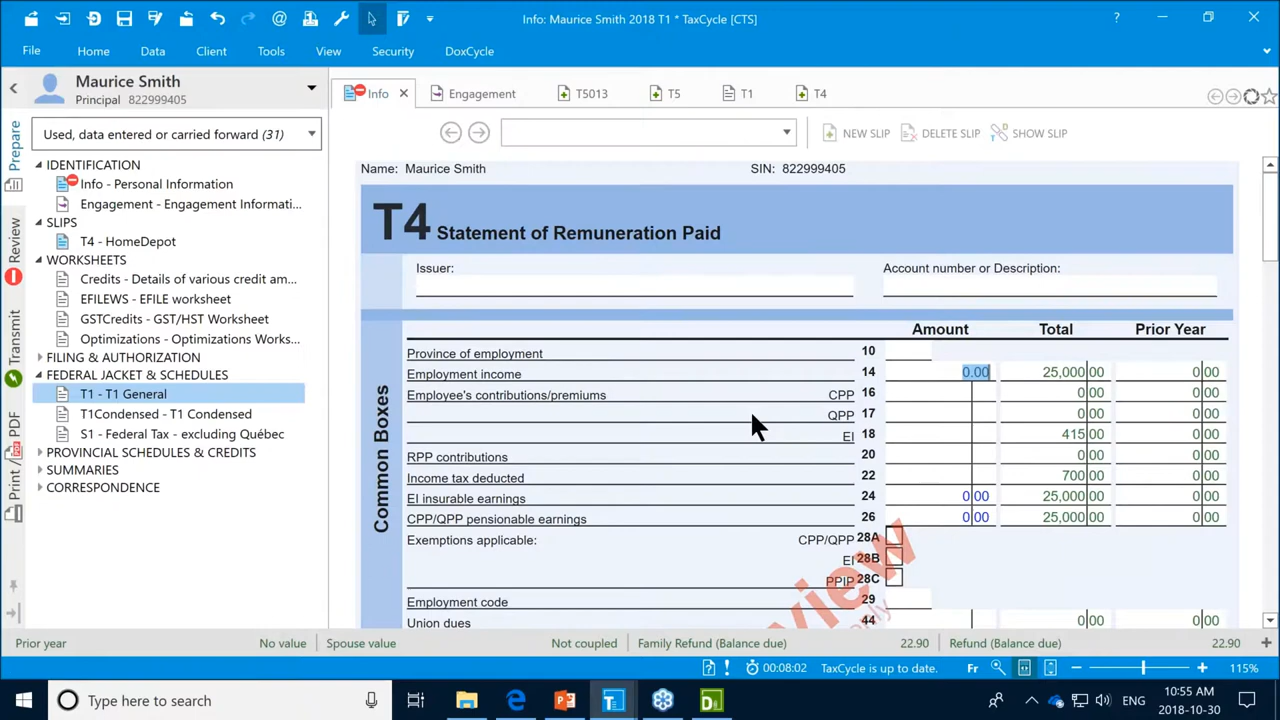 Info: Maurice Smith 2018 T1 * TaxCycle [CTS]
File Home Data Client Tools View Security DoxCycle
Maurice Smith
Principal 822999405
Used, data entered or carried forward (31)
IDENTIFICATION
Info - Personal Information
Engagement - Engagement Informati...
SLIPS
T4 - HomeDepot
WORKSHEETS
Credits - Details of various credit am...
EFILEWS - EFILE worksheet
GSTCredits - GST/HST Worksheet
Optimizations - Optimizations Works...
FILING & AUTHORIZATION
FEDERAL JACKET & SCHEDULES
T1 - T1 General
T1Condensed - T1 Condensed
S1 - Federal Tax - excluding Québec
PROVINCIAL SCHEDULES & CREDITS
SUMMARIES
CORRESPONDENCE
Prepare
Review
Transmit
Print / PDF
Info Engagement T5013 T5 T1 T4
NEW SLIP DELETE SLIP SHOW SLIP
Name: Maurice Smith SIN: 822999405
T4 Statement of Remuneration Paid
Issuer: Account number or Description:
Common Boxes
Amount Total Prior Year
Province of employment 10
Employment income 14 0.00 25,000 00 0 00
Employee's contributions/premiums CPP 16 0 00 0 00
QPP 17 0 00 0 00
EI 18 415 00 0 00
RPP contributions 20 0 00 0 00
Income tax deducted 22 700 00 0 00
EI insurable earnings 24 0 00 25,000 00 0 00
CPP/QPP pensionable earnings 26 0 00 25,000 00 0 00
Exemptions applicable: CPP/QPP 28A
EI 28B
PPIP 28C
Employment code 29
Union dues 44 0 00 0 00
Prior year No value Spouse value Not coupled Family Refund (Balance due) 22.90 Refund (Balance due) 22.90
00:08:02 TaxCycle is up to date. Fr 115%
Type here to search
ENG
10:55 AM
2018-10-30